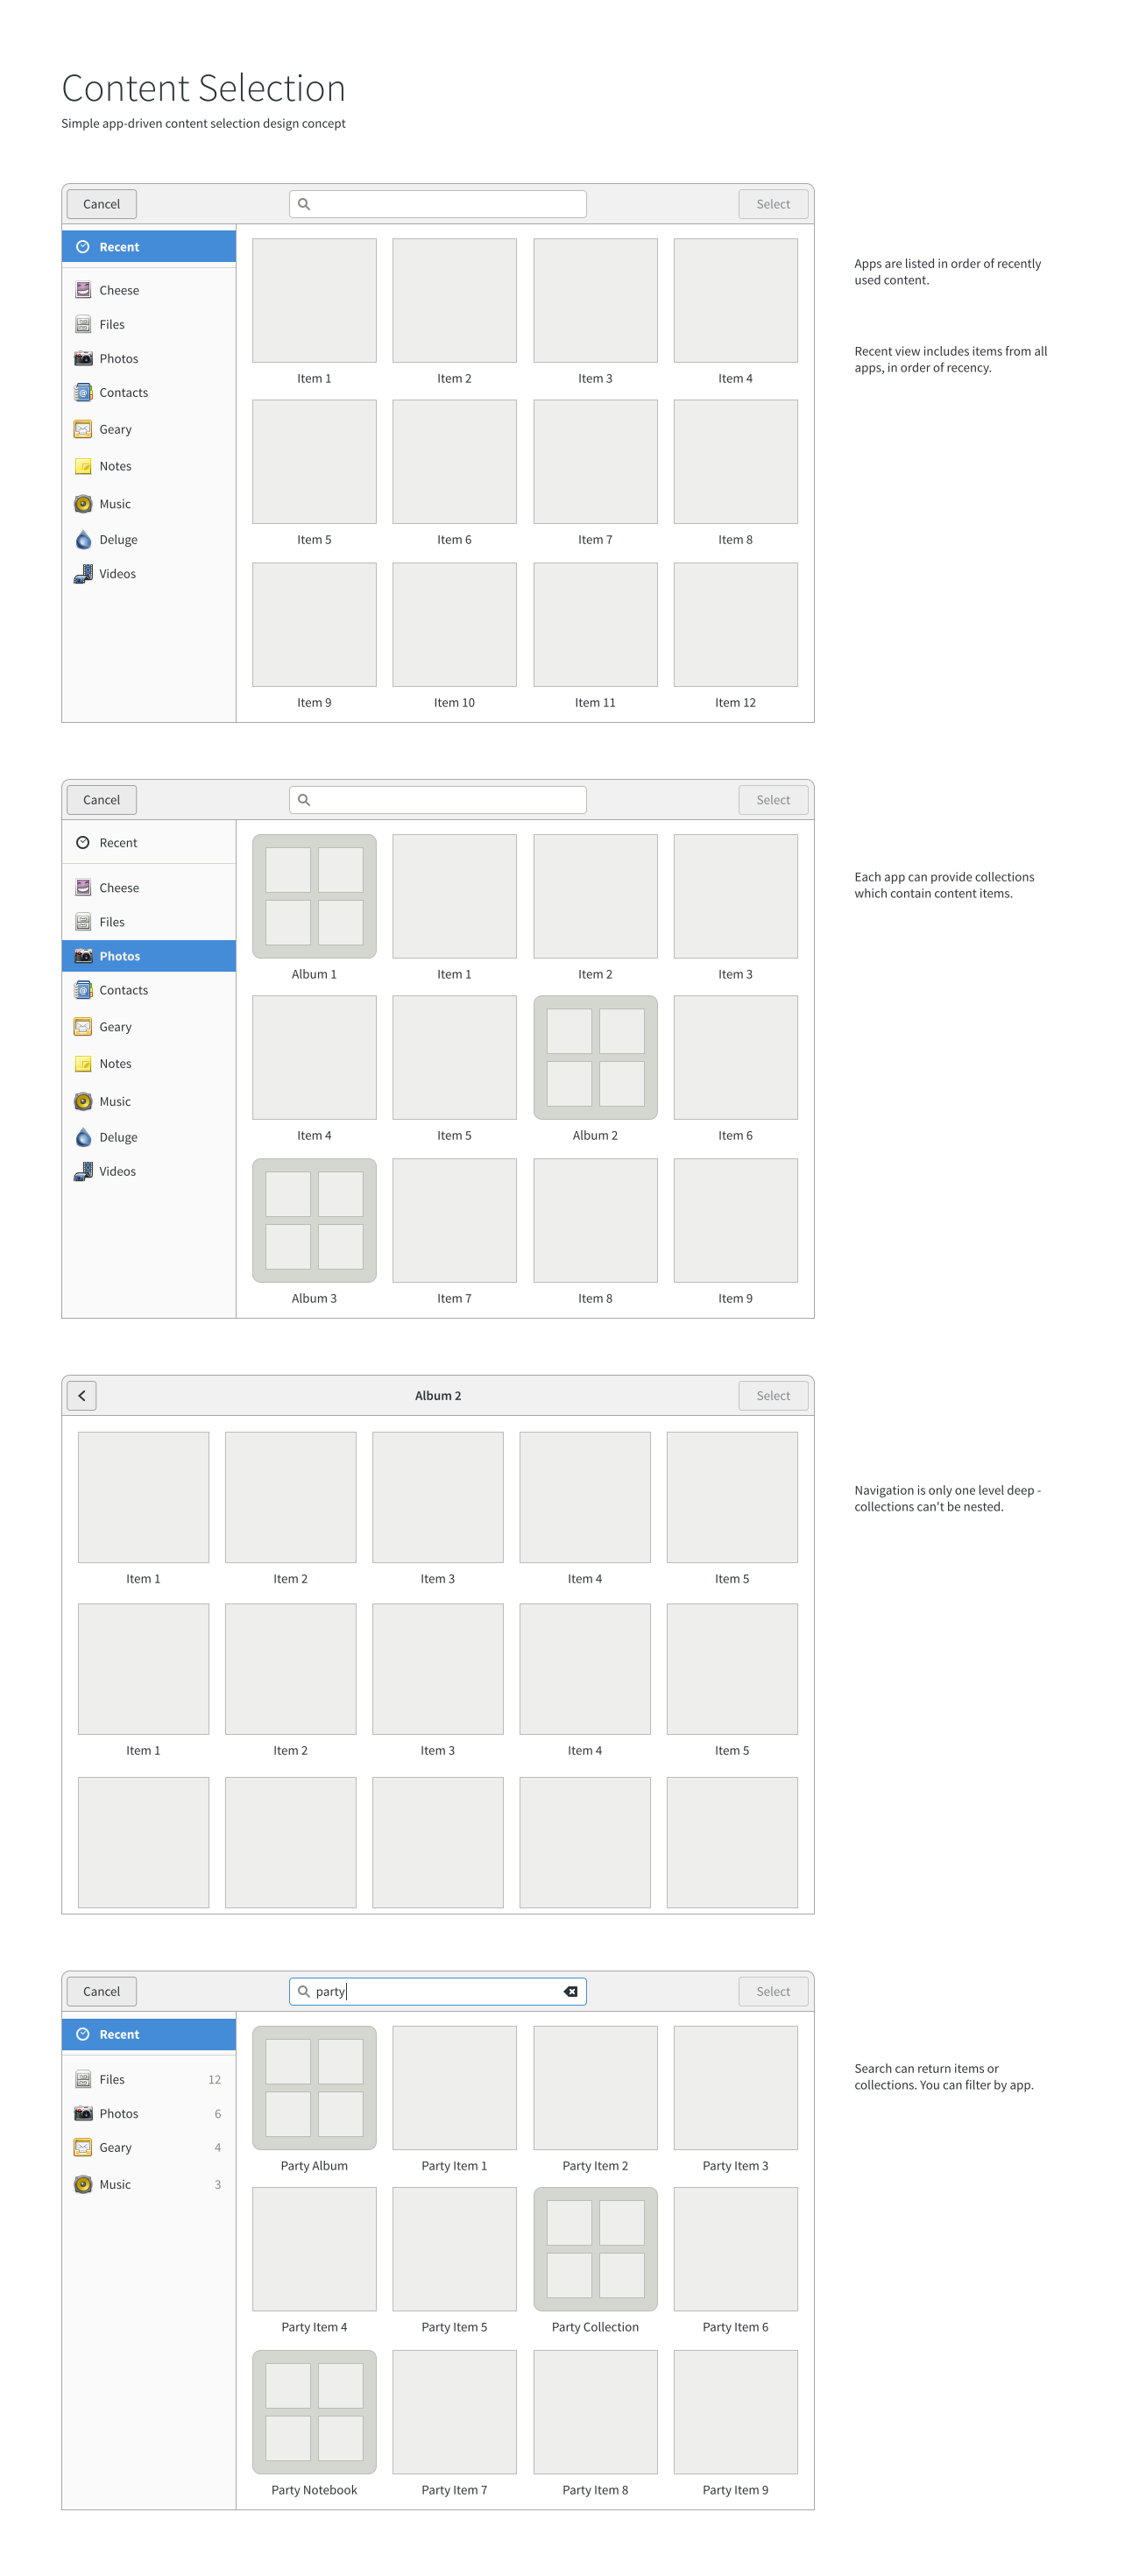 Content Selection
Simple app-driven content selection design concept
Cancel
Select
Recent
Cheese
Files
Photos
Contacts
Geary
Notes
Music
Deluge
Videos
Item 1
Item 2
Item 3
Item 4
Item 5
Item 6
Item 7
Item 8
Item 9
Item 10
Item 11
Item 12
Apps are listed in order of recently
used content.
Recent view includes items from all
apps, in order of recency.
Cancel
Select
Recent
Cheese
Files
Photos
Contacts
Geary
Notes
Music
Deluge
Videos
Album 1
Item 1
Item 2
Item 3
Item 4
Item 5
Album 2
Item 6
Album 3
Item 7
Item 8
Item 9
Each app can provide collections
which contain content items.
Album 2
Select
Item 1
Item 2
Item 3
Item 4
Item 5
Item 1
Item 2
Item 3
Item 4
Item 5
Navigation is only one level deep -
collections can't be nested.
Cancel
party
Select
Recent
Files 12
Photos 6
Geary 4
Music 3
Party Album
Party Item 1
Party Item 2
Party Item 3
Party Item 4
Party Item 5
Party Collection
Party Item 6
Party Notebook
Party Item 7
Party Item 8
Party Item 9
Search can return items or
collections. You can filter by app.